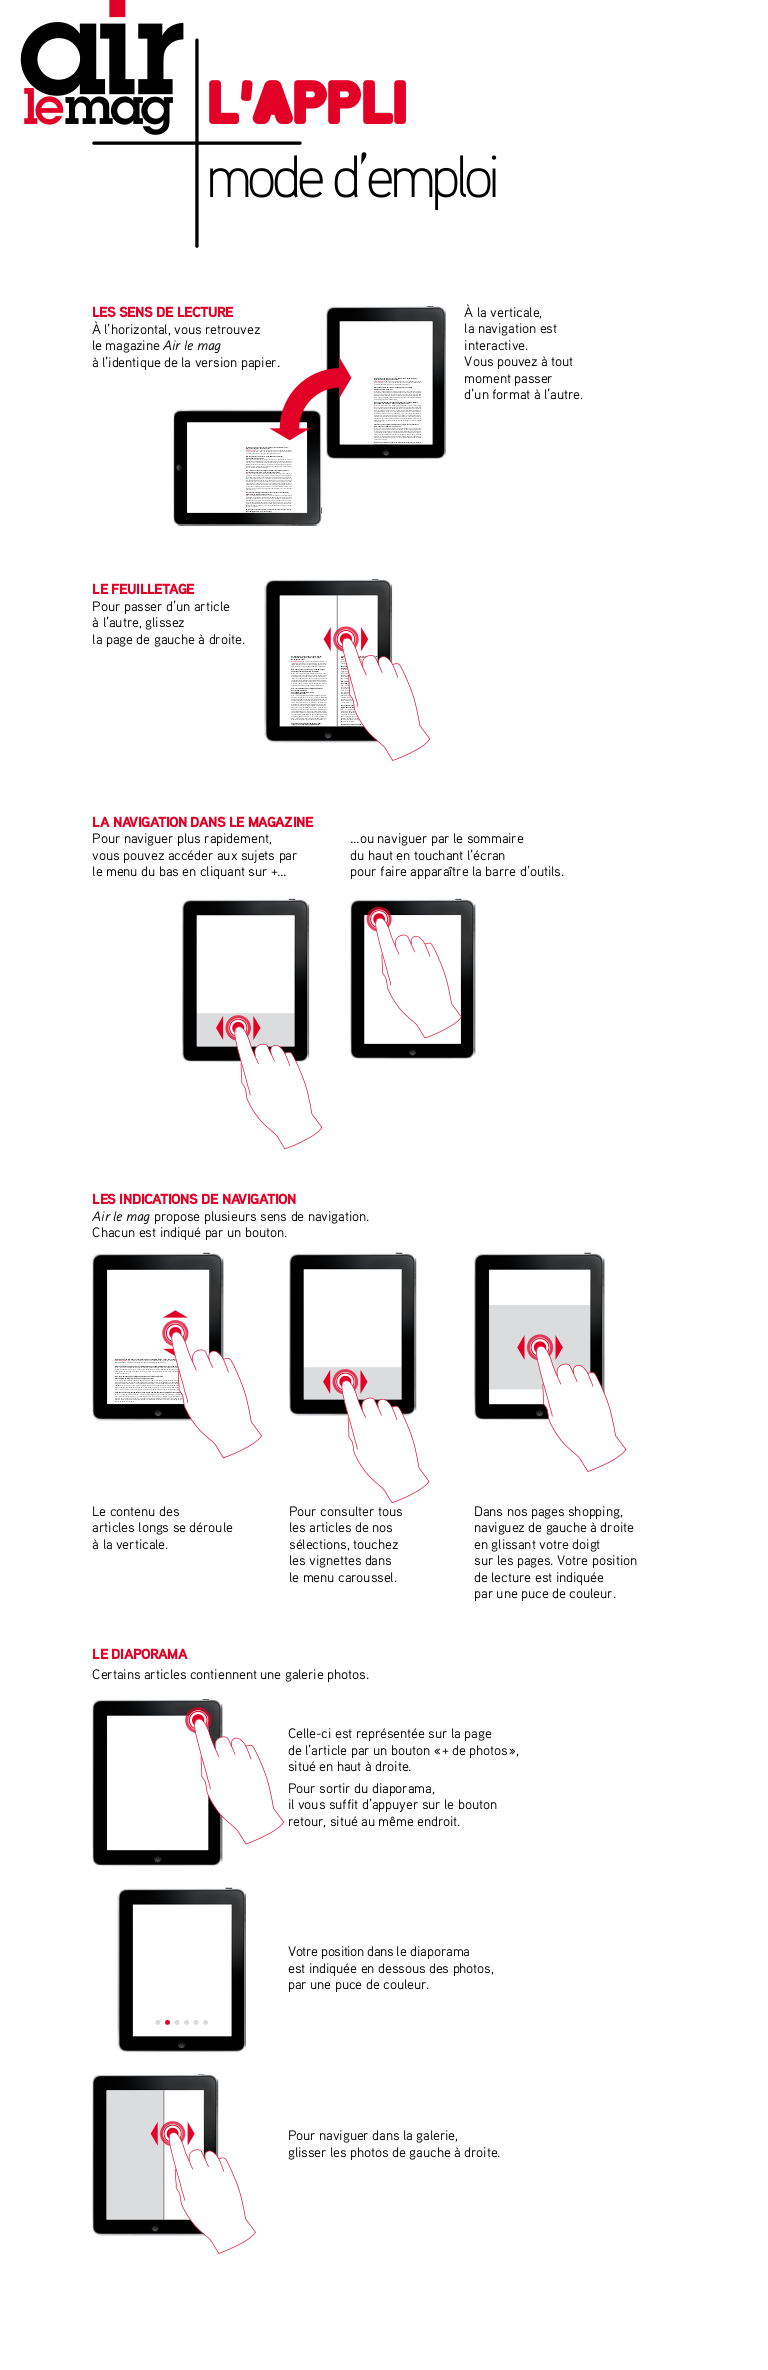 air
le mag
L'APPLI
mode d’emploi
LES SENS DE LECTURE
À l’horizontal, vous retrouvez
le magazine Air le mag
à l’identique de la version papier.
À la verticale,
la navigation est
interactive.
Vous pouvez à tout
moment passer
d’un format à l’autre.
LE FEUILLETAGE
Pour passer d’un article
à l’autre, glissez
la page de gauche à droite.
LA NAVIGATION DANS LE MAGAZINE
Pour naviguer plus rapidement,
vous pouvez accéder aux sujets par
le menu du bas en cliquant sur +...
...ou naviguer par le sommaire
du haut en touchant l’écran
pour faire apparaître la barre d’outils.
LES INDICATIONS DE NAVIGATION
Air le mag propose plusieurs sens de navigation.
Chacun est indiqué par un bouton.
Le contenu des
articles longs se déroule
à la verticale.
Pour consulter tous
les articles de nos
sélections, touchez
les vignettes dans
le menu caroussel.
Dans nos pages shopping,
naviguez de gauche à droite
en glissant votre doigt
sur les pages. Votre position
de lecture est indiquée
par une puce de couleur.
LE DIAPORAMA
Certains articles contiennent une galerie photos.
Celle-ci est représentée sur la page
de l’article par un bouton «+ de photos»,
situé en haut à droite.
Pour sortir du diaporama,
il vous suffit d’appuyer sur le bouton
retour, situé au même endroit.
Votre position dans le diaporama
est indiquée en dessous des photos,
par une puce de couleur.
Pour naviguer dans la galerie,
glisser les photos de gauche à droite.